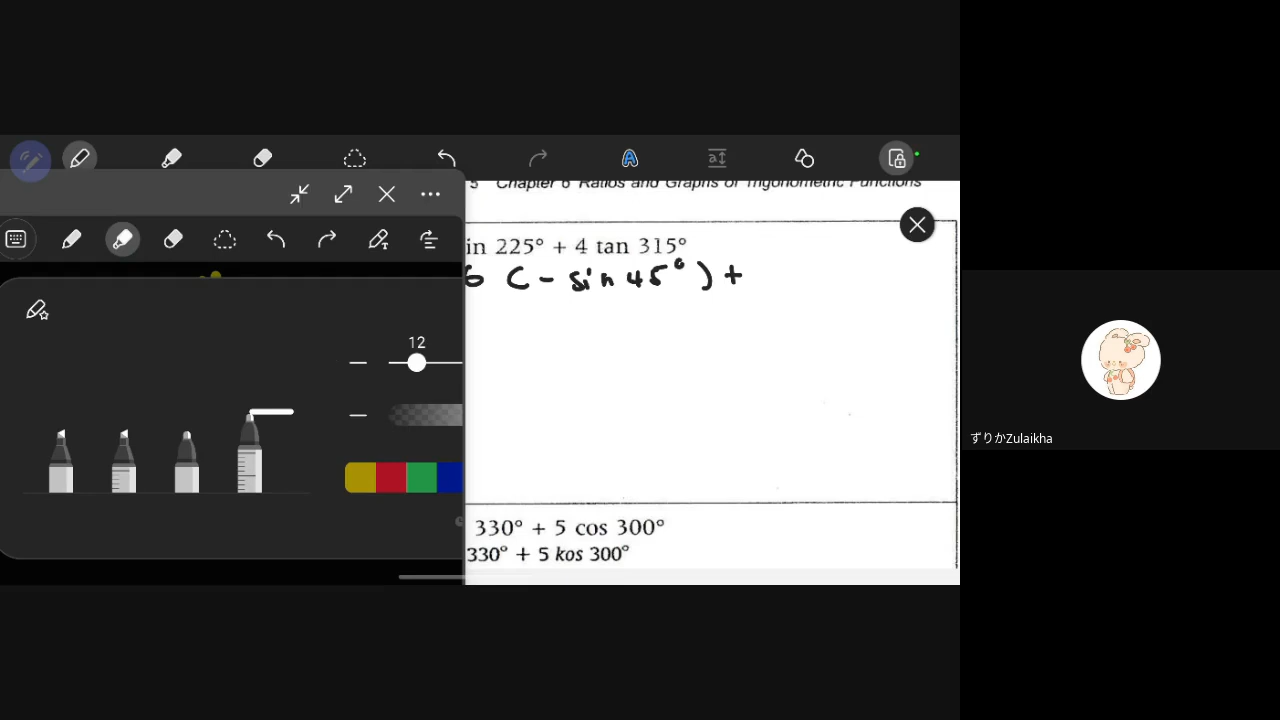 5 Chapter 6 Ratios and Graphs of Trigonometric Functions
in 225° + 4 tan 315°
6 (- sin 45°) +
12
330° + 5 cos 300°
330° + 5 kos 300°
ずりかZulaikha